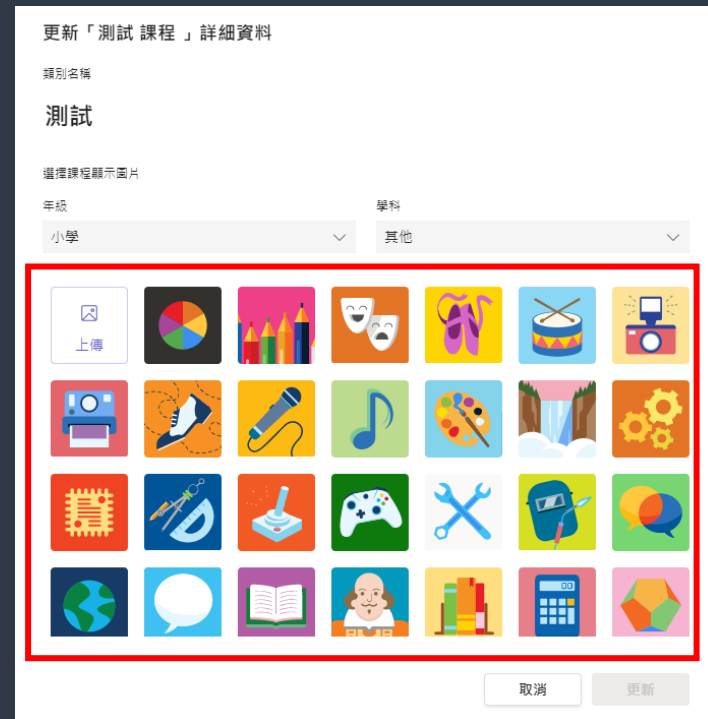 更新「測試 課程 」詳細資料
類別名稱
測試
選擇課程顯示圖片
年級 學科
小學 其他
上傳
取消 更新